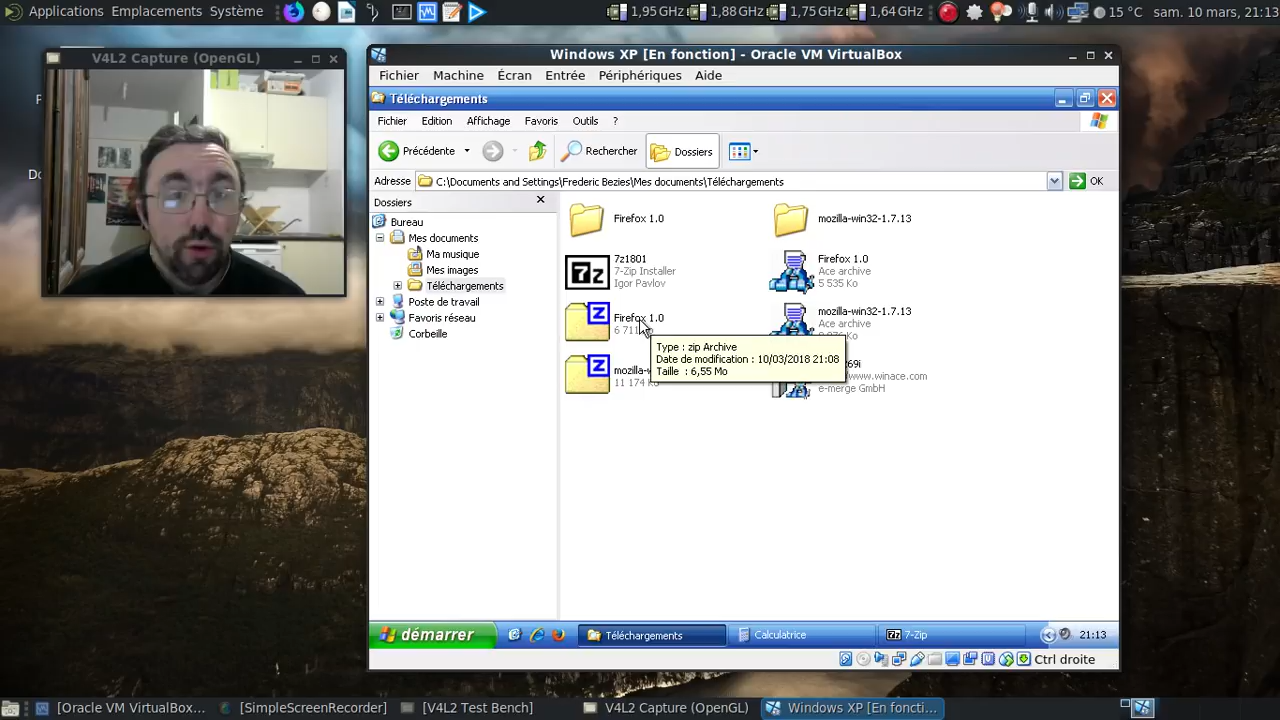 Applications Emplacements Système
1,95 GHz 1,88 GHz 1,75 GHz 1,64 GHz
15 °C sam. 10 mars, 21:13
V4L2 Capture (OpenGL)
Windows XP [En fonction] - Oracle VM VirtualBox
Fichier Machine Écran Entrée Périphériques Aide
Téléchargements
Fichier Edition Affichage Favoris Outils ?
Précédente Rechercher Dossiers
Adresse C:\Documents and Settings\Frederic Bezies\Mes documents\Téléchargements OK
Dossiers
Bureau
Mes documents
Ma musique
Mes images
Téléchargements
Poste de travail
Favoris réseau
Corbeille
Firefox 1.0
mozilla-win32-1.7.13
7z1801
7-Zip Installer
Igor Pavlov
Firefox 1.0
Ace archive
5 535 Ko
Firefox 1.0
6 711
mozilla-win32-1.7.13
Ace archive
mozilla-w
11 174 Ko
69i
www.winace.com
e-merge GmbH
Type : zip Archive
Date de modification : 10/03/2018 21:08
Taille : 6,55 Mo
démarrer Téléchargements Calculatrice 7-Zip 21:13
Ctrl droite
[Oracle VM VirtualBox... [SimpleScreenRecorder] [V4L2 Test Bench] V4L2 Capture (OpenGL) Windows XP [En foncti...